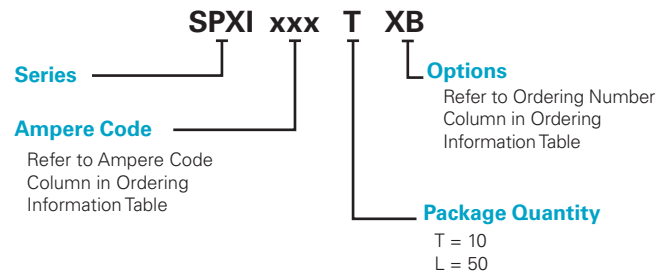 SPXI xxx T XB
Series
Ampere Code
Refer to Ampere Code
Column in Ordering
Information Table
Options
Refer to Ordering Number
Column in Ordering
Information Table
Package Quantity
T = 10
L = 50